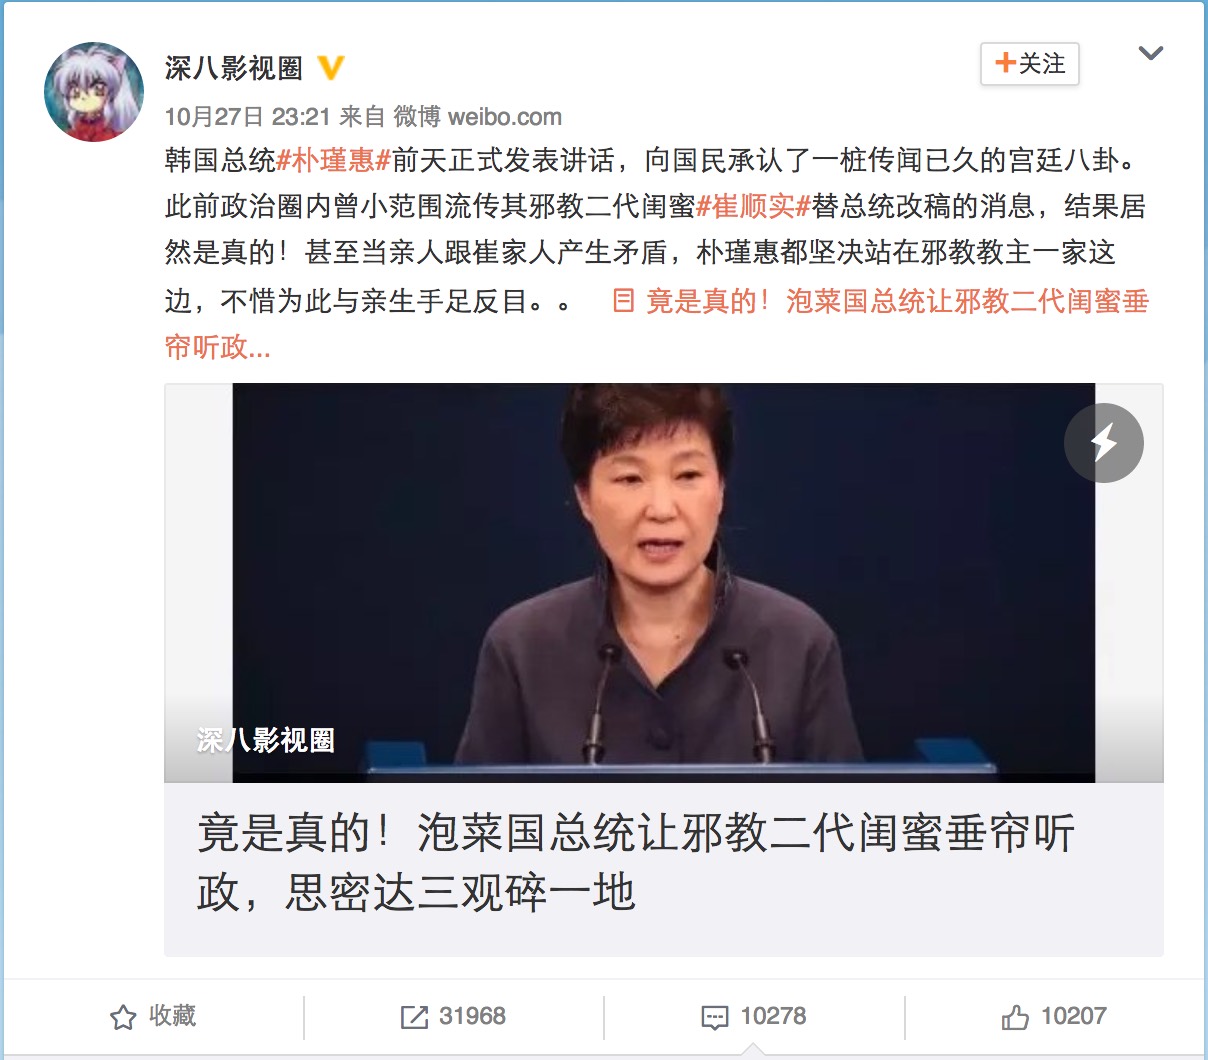 深八影视圈
+关注
10月27日 23:21 来自 微博 weibo.com
韩国总统#朴瑾惠#前天正式发表讲话，向国民承认了一桩传闻已久的宫廷八卦。
此前政治圈内曾小范围流传其邪教二代闺蜜#崔顺实#替总统改稿的消息，结果居
然是真的！甚至当亲人跟崔家人产生矛盾，朴瑾惠都坚决站在邪教教主一家这
边，不惜为此与亲生手足反目。。 竟是真的！泡菜国总统让邪教二代闺蜜垂
帘听政...
深八影视圈
竟是真的！泡菜国总统让邪教二代闺蜜垂帘听
政，思密达三观碎一地
收藏
31968
10278
10207